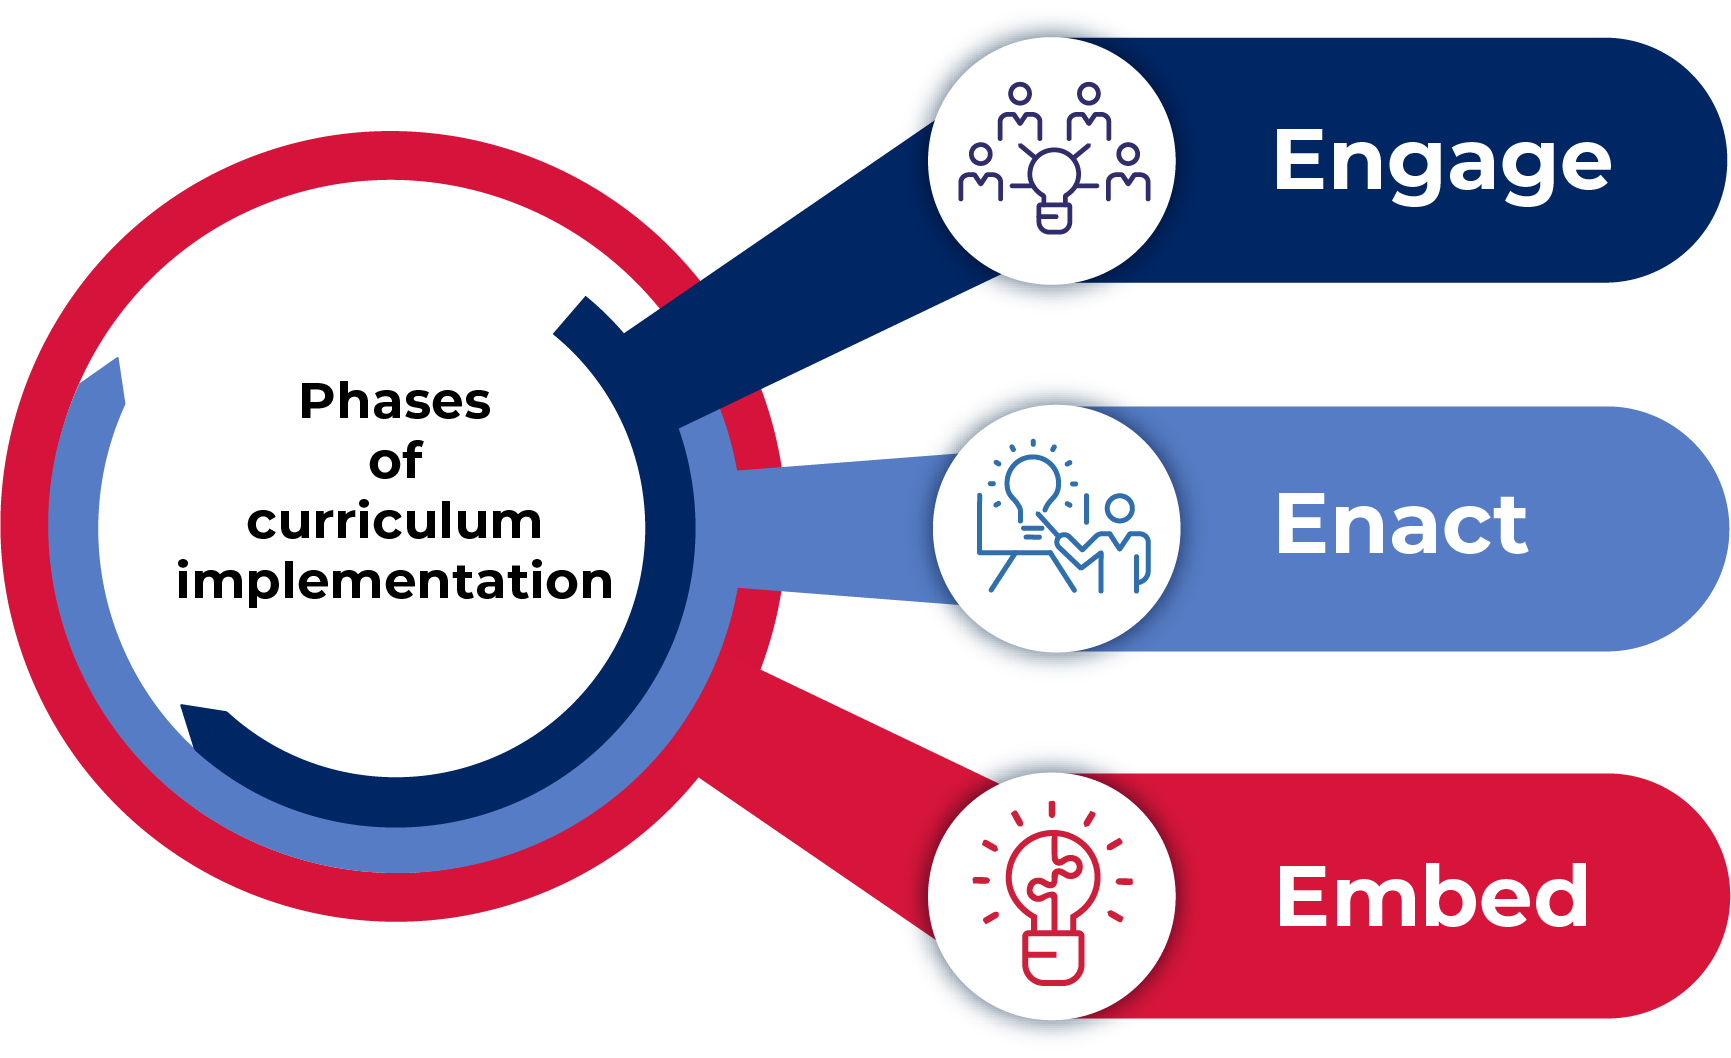 Phases
of
curriculum
implementation
Engage
Enact
Embed